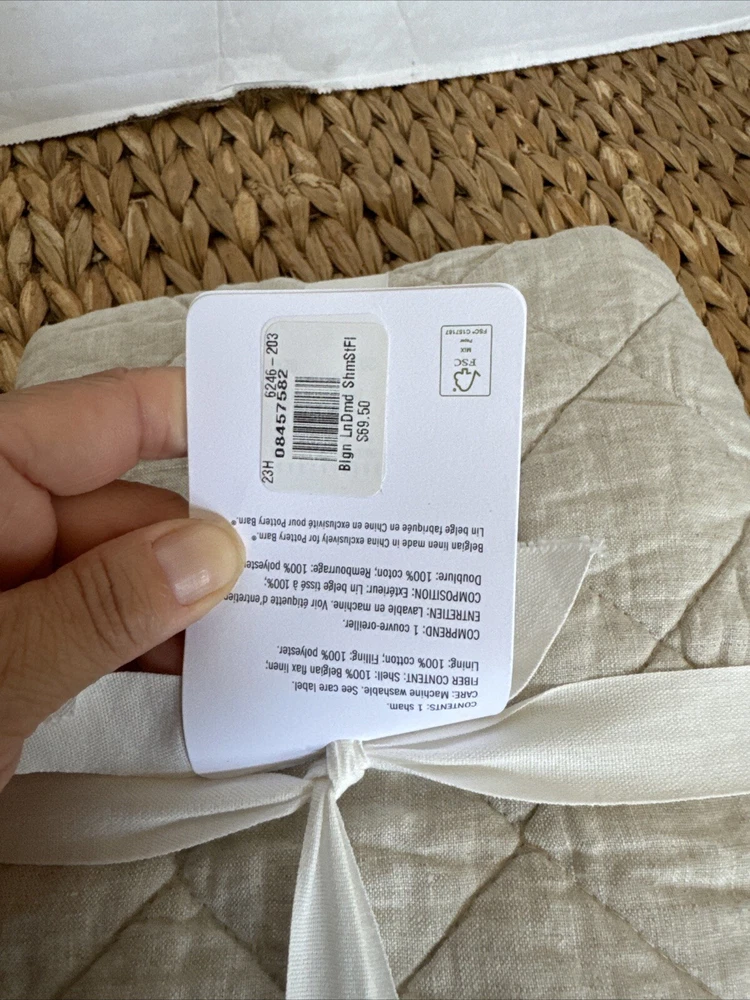 CONTENTS: 1 sham.
CARE: Machine washable. See care label.
FIBER CONTENT: Shell: 100% Belgian flax linen;
Lining: 100% cotton; Filling: 100% polyester.
COMPREND: 1 couvre-oreiller.
ENTRETIEN: Lavable en machine. Voir étiquette d'entretien
COMPOSITION: Extérieur: Lin belge tissé à 100%;
Doublure: 100% coton; Rembourrage: 100%
Belgian linen made in China exclusively for Pottery Barn.®
Lin belge fabriquée en Chine en exclusivité pour Pottery Barn.®
23H 6246-203
08457582
Blgn LnDmd ShmStFl
$69.50
FSC
MIX
Paper
FSC® C157167